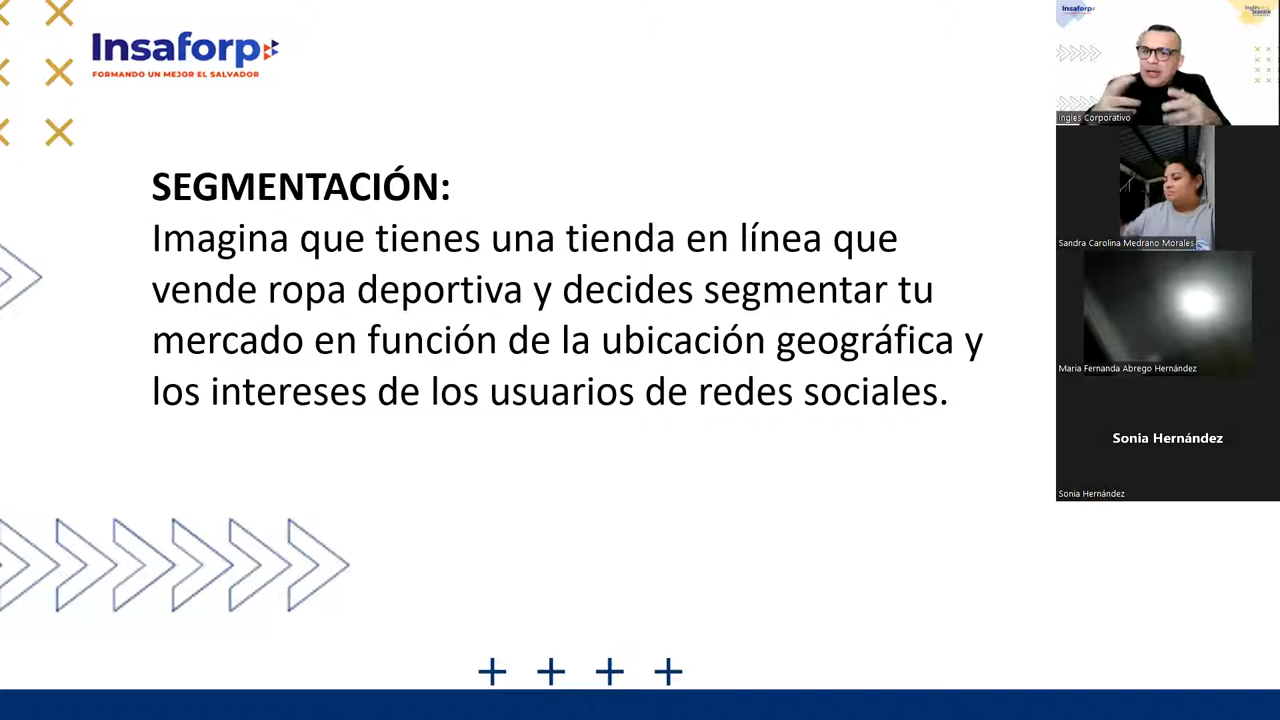 Insaforp
FORMANDO UN MEJOR EL SALVADOR
SEGMENTACIÓN:
Imagina que tienes una tienda en línea que
vende ropa deportiva y decides segmentar tu
mercado en función de la ubicación geográfica y
los intereses de los usuarios de redes sociales.
Insaforp
Ingles Corporativo
Sandra Carolina Medrano Morales
Maria Fernanda Abrego Hernández
Sonia Hernández
Sonia Hernández